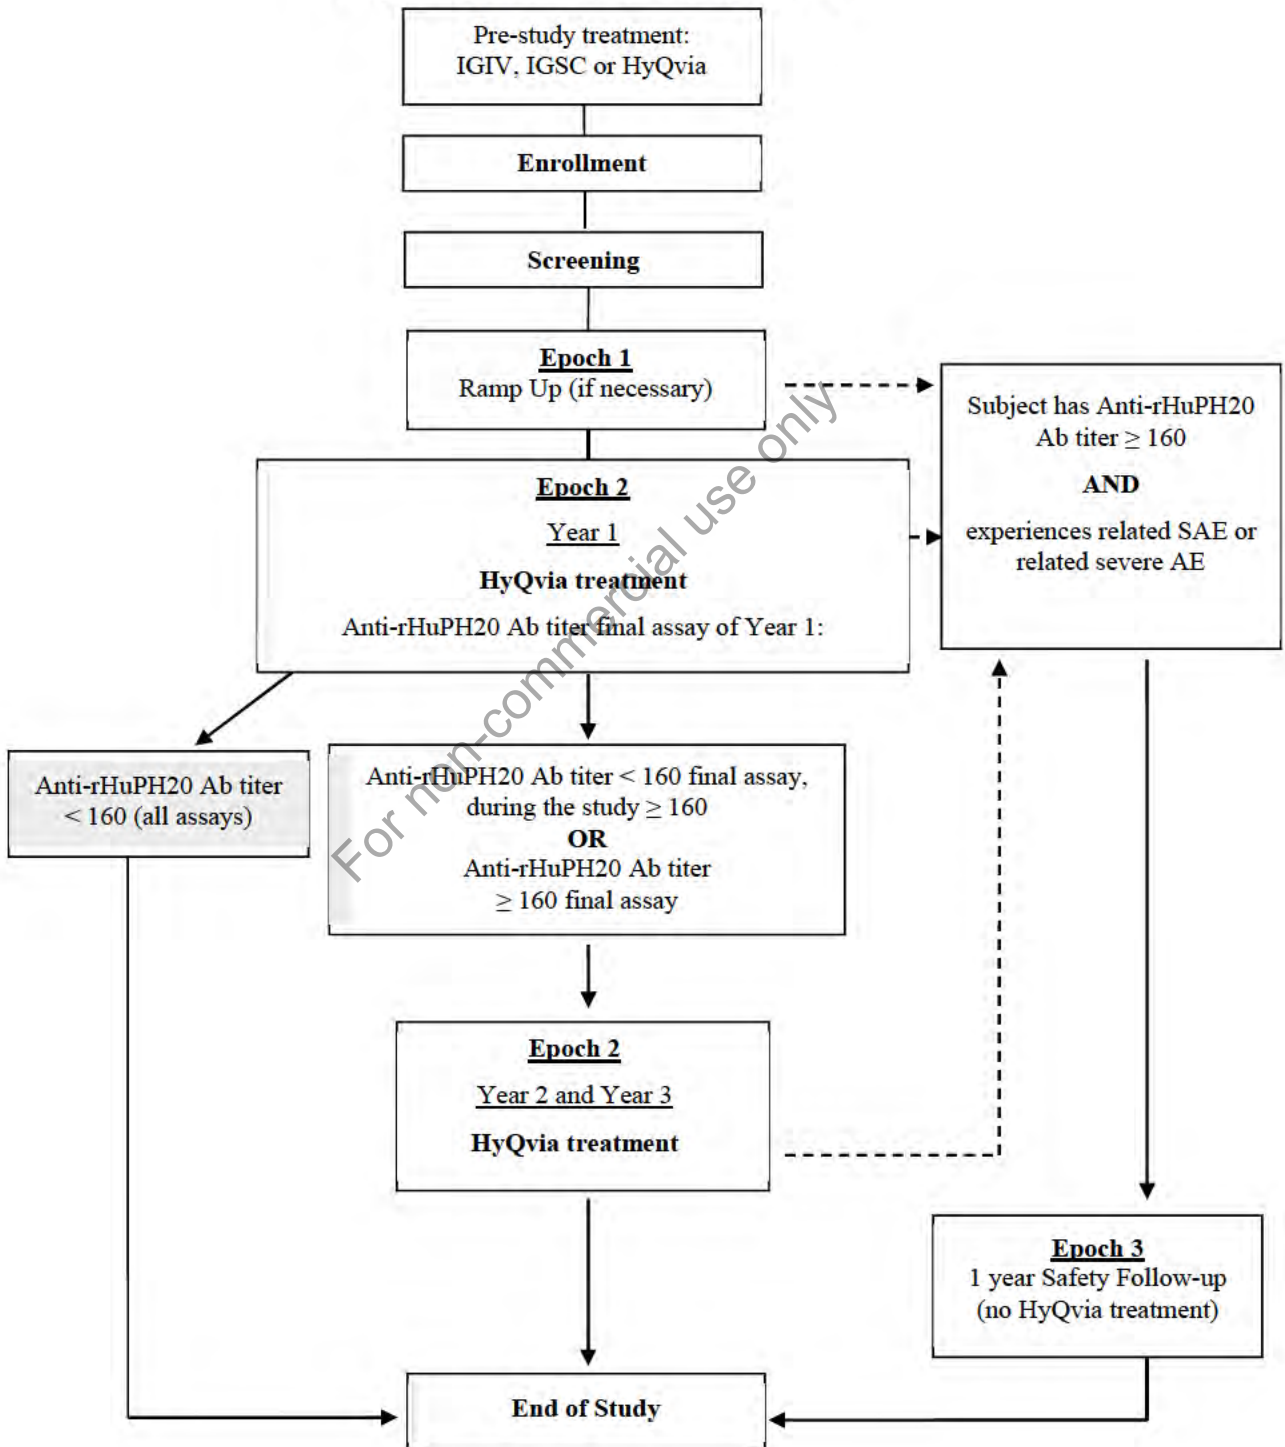 Pre-study treatment:
IGIV, IGSC or HyQvia
Enrollment
Screening
Epoch 1
Ramp Up (if necessary)
Subject has Anti-rHuPH20
Ab titer ≥ 160
AND
experiences related SAE or
related severe AE
Epoch 2
Year 1
HyQvia treatment
Anti-rHuPH20 Ab titer final assay of Year 1:
Anti-rHuPH20 Ab titer
< 160 (all assays)
Anti-rHuPH20 Ab titer < 160 final assay,
during the study ≥ 160
OR
Anti-rHuPH20 Ab titer
≥ 160 final assay
Epoch 2
Year 2 and Year 3
HyQvia treatment
Epoch 3
1 year Safety Follow-up
(no HyQvia treatment)
End of Study
For non-commercial use only